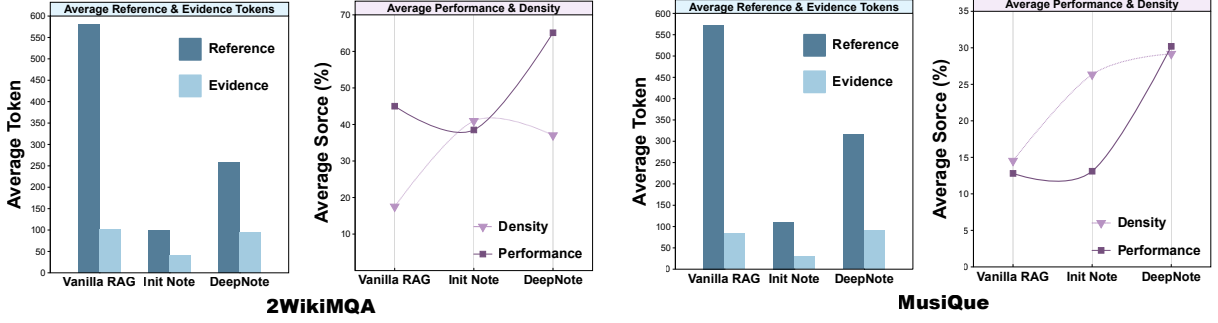 Average Reference & Evidence Tokens
Average Token
600
550
500
450
400
350
300
250
200
150
100
50
0
Reference
Evidence
Vanilla RAG
Init Note
DeepNote
Average Performance & Density
Average Sorce (%)
70
60
50
40
30
20
10
Density
Performance
Vanilla RAG
Init Note
DeepNote
2WikiMQA
Average Reference & Evidence Tokens
Average Token
600
550
500
450
400
350
300
250
200
150
100
50
0
Reference
Evidence
Vanilla RAG
Init Note
DeepNote
Average Performance & Density
Average Sorce (%)
35
30
25
20
15
10
5
0
Density
Performance
Vanilla RAG
Init Note
DeepNote
MusiQue